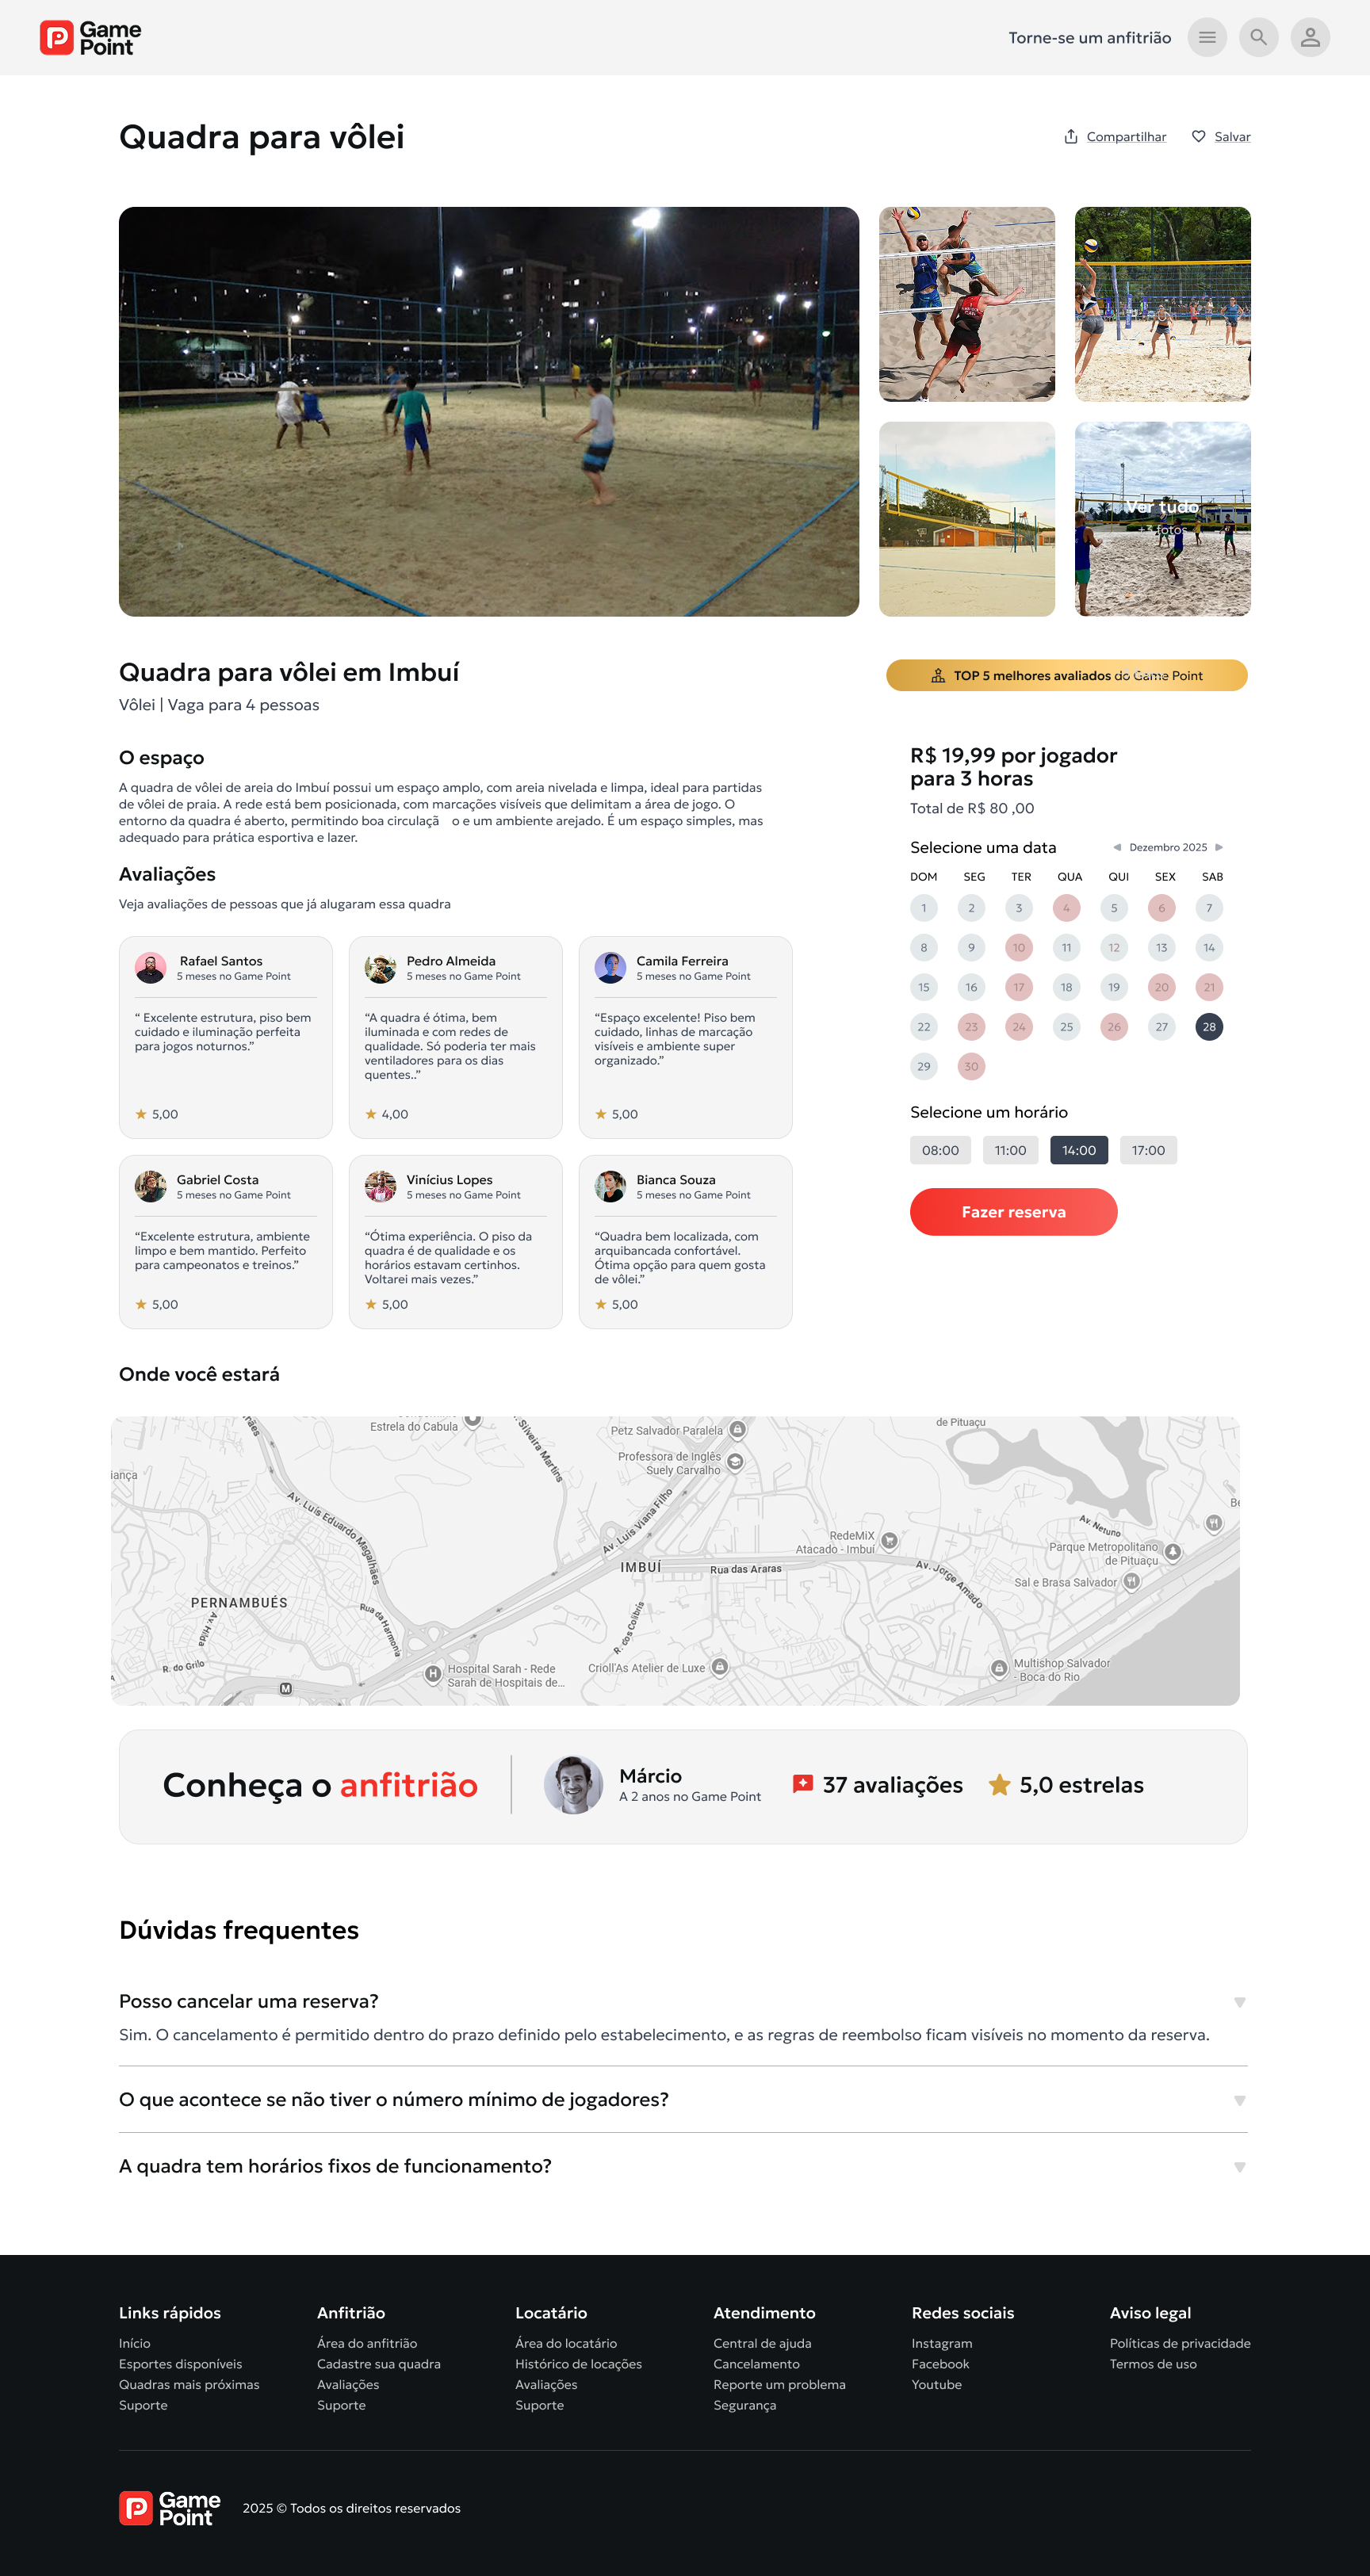 Game
Point
Torne-se um anfitrião
Quadra para vôlei
Compartilhar
Salvar
Ver tudo
+3 fotos
Quadra para vôlei em Imbuí
Vôlei | Vaga para 4 pessoas
TOP 5 melhores avaliados do Game Point
O espaço
A quadra de vôlei de areia do Imbuí possui um espaço amplo, com areia nivelada e limpa, ideal para partidas
de vôlei de praia. A rede está bem posicionada, com marcações visíveis que delimitam a área de jogo. O
entorno da quadra é aberto, permitindo boa circulaçã o e um ambiente arejado. É um espaço simples, mas
adequado para prática esportiva e lazer.
Avaliações
Veja avaliações de pessoas que já alugaram essa quadra
Rafael Santos
5 meses no Game Point
“ Excelente estrutura, piso bem
cuidado e iluminação perfeita
para jogos noturnos.”
5,00
Pedro Almeida
5 meses no Game Point
“A quadra é ótima, bem
iluminada e com redes de
qualidade. Só poderia ter mais
ventiladores para os dias
quentes..”
4,00
Camila Ferreira
5 meses no Game Point
“Espaço excelente! Piso bem
cuidado, linhas de marcação
visíveis e ambiente super
organizado.”
5,00
Gabriel Costa
5 meses no Game Point
“Excelente estrutura, ambiente
limpo e bem mantido. Perfeito
para campeonatos e treinos.”
5,00
Vinícius Lopes
5 meses no Game Point
“Ótima experiência. O piso da
quadra é de qualidade e os
horários estavam certinhos.
Voltarei mais vezes.”
5,00
Bianca Souza
5 meses no Game Point
“Quadra bem localizada, com
arquibancada confortável.
Ótima opção para quem gosta
de vôlei.”
5,00
R$ 19,99 por jogador
para 3 horas
Total de R$ 80 ,00
Selecione uma data
Dezembro 2025
DOM SEG TER QUA QUI SEX SAB
1 2 3 4 5 6 7
8 9 10 11 12 13 14
15 16 17 18 19 20 21
22 23 24 25 26 27 28
29 30
Selecione um horário
08:00 11:00 14:00 17:00
Fazer reserva
Onde você estará
Estrela do Cabula
Silveira Martins
Petz Salvador Paralela
Professora de Inglês
Suely Carvalho
de Pituaçu
iança
Av. Luís Eduardo Magalhães
Av. Luís Viana Filho
RedeMiX
Atacado - Imbuí
Av. Netuno
Be
Parque Metropolitano
de Pituaçu
IMBUÍ
Rua das Araras
Av. Jorge Amado
Sal e Brasa Salvador
PERNAMBUÉS
Av. Hilda
Rua da Harmonia
R. dos Colibris
R. do Grilo
M
H
Hospital Sarah - Rede
Sarah de Hospitais de...
Crioll'As Atelier de Luxe
Multishop Salvador
- Boca do Rio
Conheça o anfitrião
Márcio
A 2 anos no Game Point
37 avaliações
5,0 estrelas
Dúvidas frequentes
Posso cancelar uma reserva?
Sim. O cancelamento é permitido dentro do prazo definido pelo estabelecimento, e as regras de reembolso ficam visíveis no momento da reserva.
O que acontece se não tiver o número mínimo de jogadores?
A quadra tem horários fixos de funcionamento?
Links rápidos
Início
Esportes disponíveis
Quadras mais próximas
Suporte
Anfitrião
Área do anfitrião
Cadastre sua quadra
Avaliações
Suporte
Locatário
Área do locatário
Histórico de locações
Avaliações
Suporte
Atendimento
Central de ajuda
Cancelamento
Reporte um problema
Segurança
Redes sociais
Instagram
Facebook
Youtube
Aviso legal
Políticas de privacidade
Termos de uso
Game
Point
2025 © Todos os direitos reservados